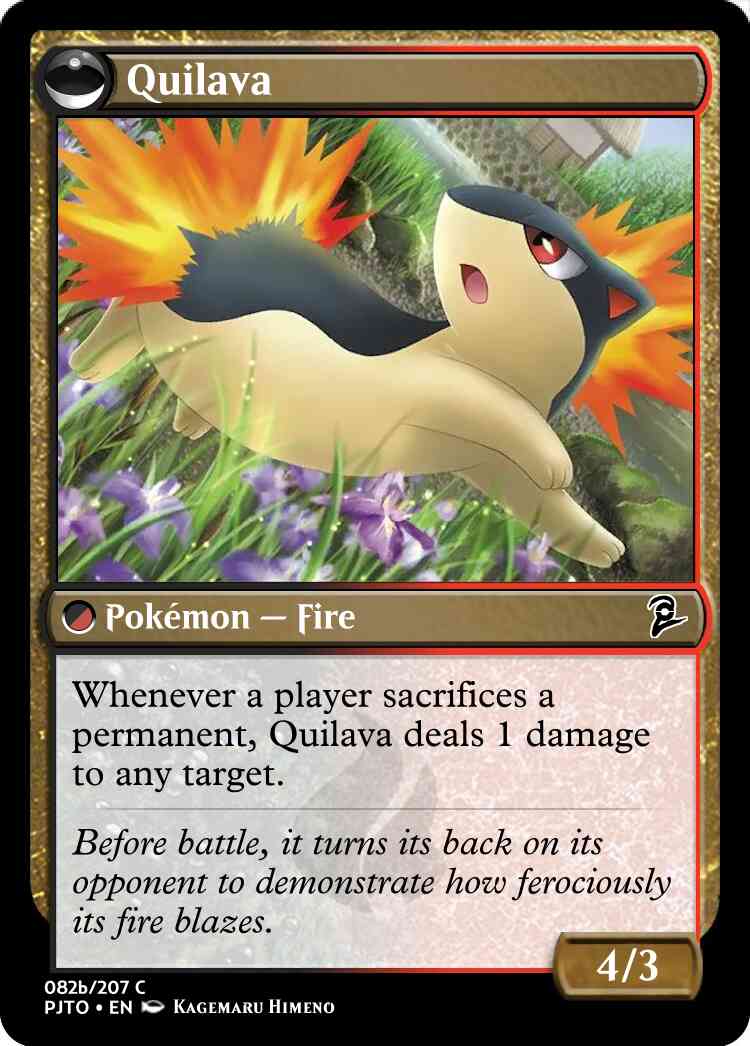 Quilava
Pokémon — Fire
Whenever a player sacrifices a
permanent, Quilava deals 1 damage
to any target.
Before battle, it turns its back on its
opponent to demonstrate how ferociously
its fire blazes.
4/3
082b/207 C
PJTO • EN Kagemaru Himeno